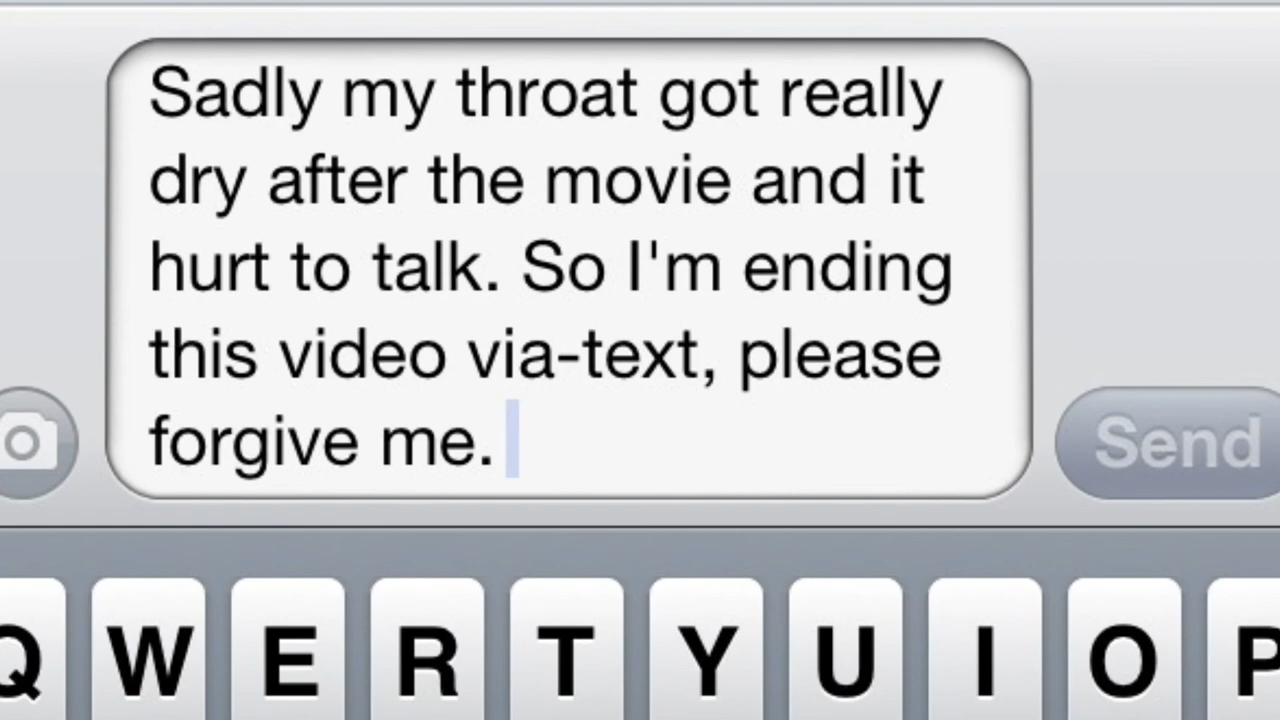 Sadly my throat got really
dry after the movie and it
hurt to talk. So I'm ending
this video via-text, please
forgive me.
Send
Q W E R T Y U I O P